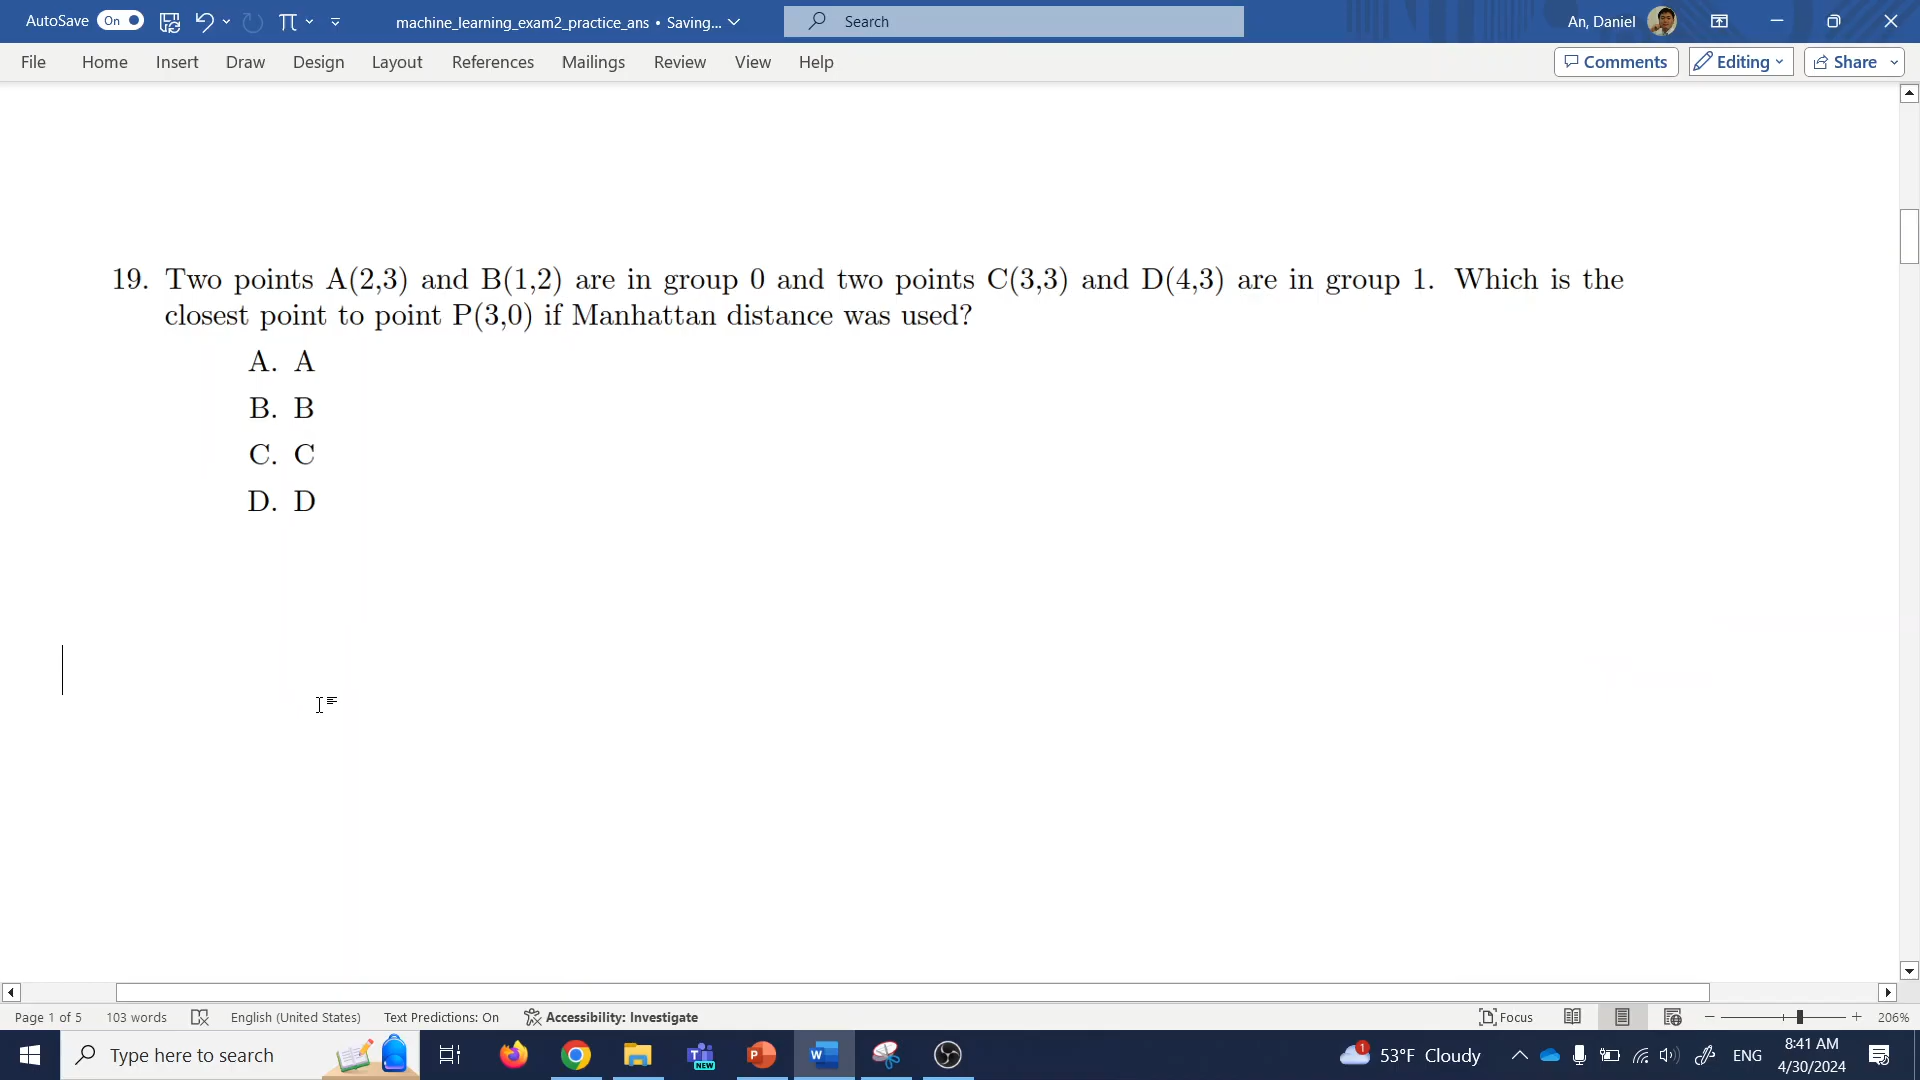 AutoSave On machine_learning_exam2_practice_ans • Saving... Search An, Daniel
File Home Insert Draw Design Layout References Mailings Review View Help Comments Editing Share
19. Two points A(2,3) and B(1,2) are in group 0 and two points C(3,3) and D(4,3) are in group 1. Which is the
closest point to point P(3,0) if Manhattan distance was used?
A. A
B. B
C. C
D. D
Page 1 of 5 103 words English (United States) Text Predictions: On Accessibility: Investigate Focus 206%
Type here to search NEW 1 53°F Cloudy ENG 8:41 AM
4/30/2024